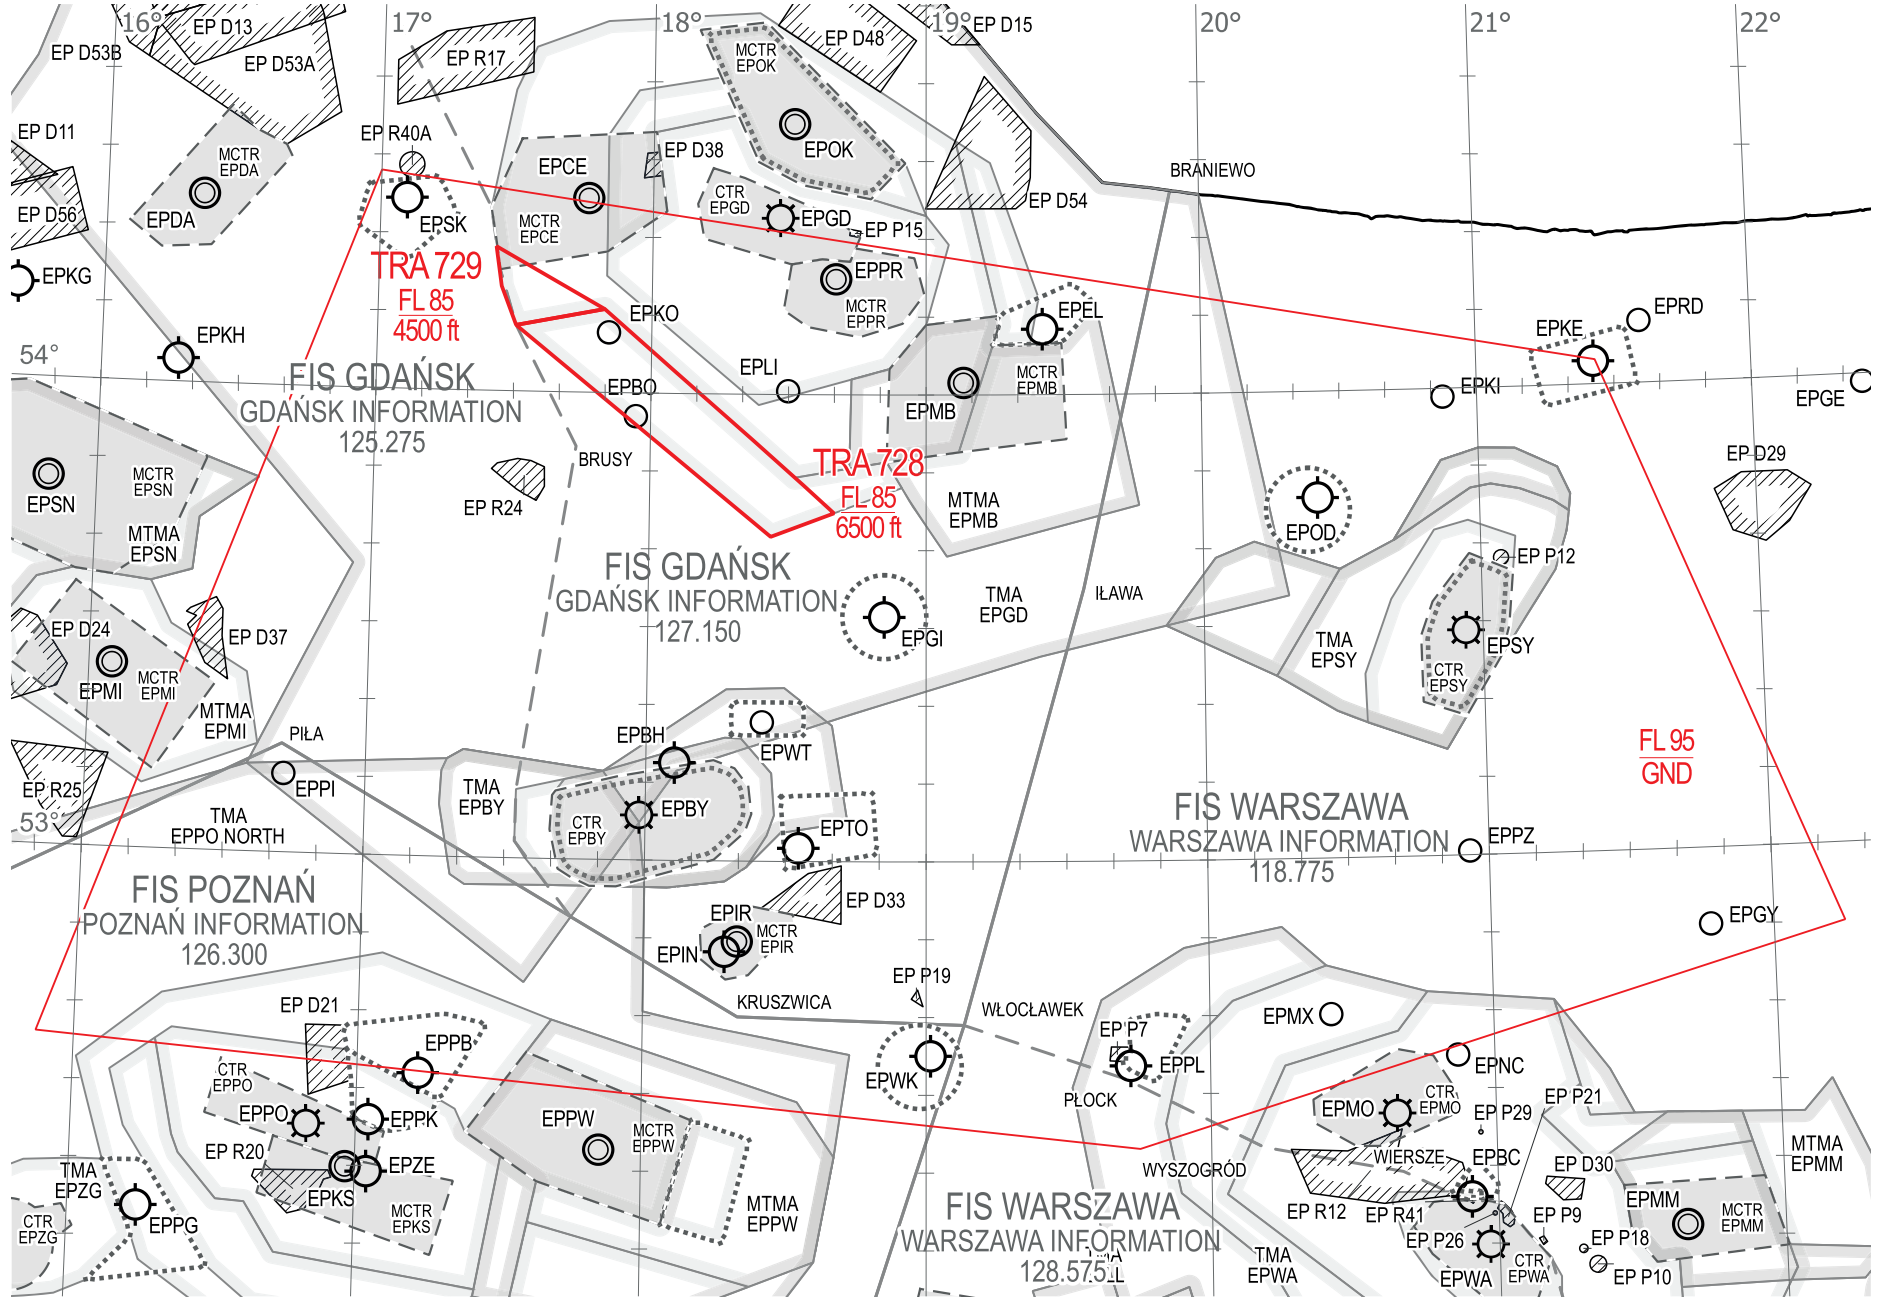 16°
17°
18°
19°
20°
21°
22°
EP D53B
EP D13
EP D53A
EP R17
MCTR
EPOK
EP D48
EP D15
EP D11
EP R40A
MCTR
EPDA
EPCE
EP D38
EPOK
BRANIEWO
EP D56
EPDA
EPSK
MCTR
EPCE
CTR
EPGD
EPGD
EP P15
EP D54
EPKG
TRA 729
FL 85
4500 ft
EPPR
MCTR
EPPR
EPKO
EPEL
EPKE
EPRD
EPKH
54°
FIS GDAŃSK
GDAŃSK INFORMATION
125.275
EPBO
EPLI
EPMB
MCTR
EPMB
EPKI
EPGE
BRUSY
TRA 728
FL 85
6500 ft
EP D29
EPSN
MCTR
EPSN
MTMA
EPSN
EP R24
MTMA
EPMB
EPOD
EP P12
FIS GDAŃSK
GDAŃSK INFORMATION
127.150
TMA
EPGD
IŁAWA
EPGI
EP D24
EP D37
EPMI
MCTR
EPMI
MTMA
EPMI
TMA
EPSY
EPSY
CTR
EPSY
PIŁA
EPBH
EPWT
FL 95
GND
EP R25
EPPI
53°
TMA
EPPO NORTH
TMA
EPBY
CTR
EPBY
EPBY
EPTO
FIS WARSZAWA
WARSZAWA INFORMATION
118.775
EPPZ
FIS POZNAŃ
POZNAŃ INFORMATION
126.300
EP D33
EPIR
MCTR
EPIR
EPIN
EPGY
EP P19
KRUSZWICA
WŁOCŁAWEK
EP D21
EPMX
EPPB
EP P7
EPPL
EPWK
PŁOCK
EPNC
CTR
EPPO
EPPO
EPPK
EPPW
MCTR
EPPW
EPMO
CTR
EPMO
EP P29
EP P21
EP R20
EPZE
EPKS
MCTR
EPKS
TMA
EPZG
EPPG
CTR
EPZG
MTMA
EPPW
WYSZOGRÓD
WIERSZE
EPBC
EP D30
MTMA
EPMM
EPMM
MCTR
EPMM
FIS WARSZAWA
WARSZAWA INFORMATION
128.575
EP R12
EP R41
EP P9
EP P26
EP P18
EP P10
TMA
EPWA
EPWA
CTR
EPWA